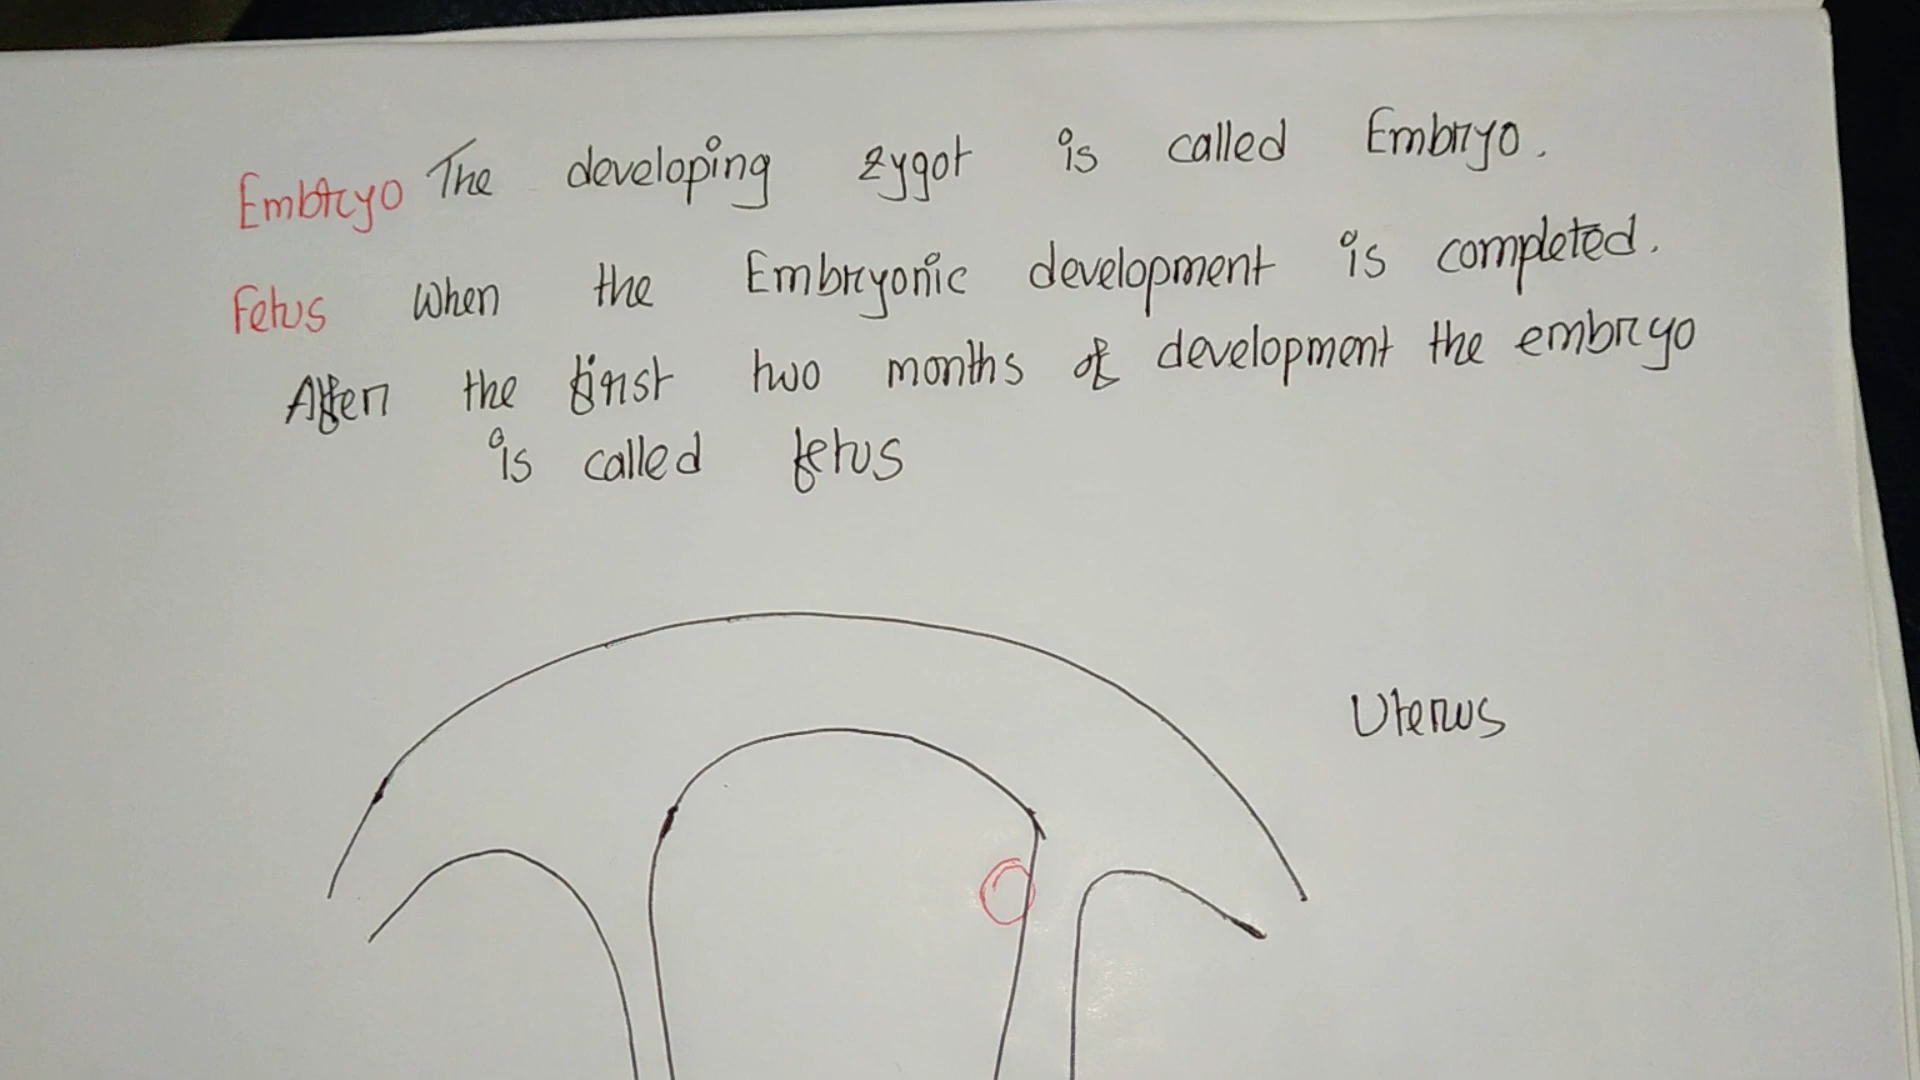 Embryo The developing zygot is called Embryo.
Fetus When the Embryonic development is completed.
After the first two months of development the embryo
is called fetus
Uterus